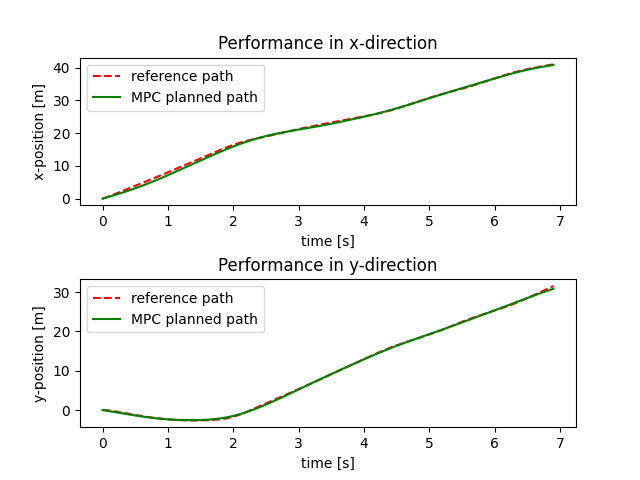 Performance in x-direction
40
30
20
10
0
x-position [m]
reference path
MPC planned path
0 1 2 3 4 5 6 7
time [s]
Performance in y-direction
30
20
10
0
y-position [m]
reference path
MPC planned path
0 1 2 3 4 5 6 7
time [s]